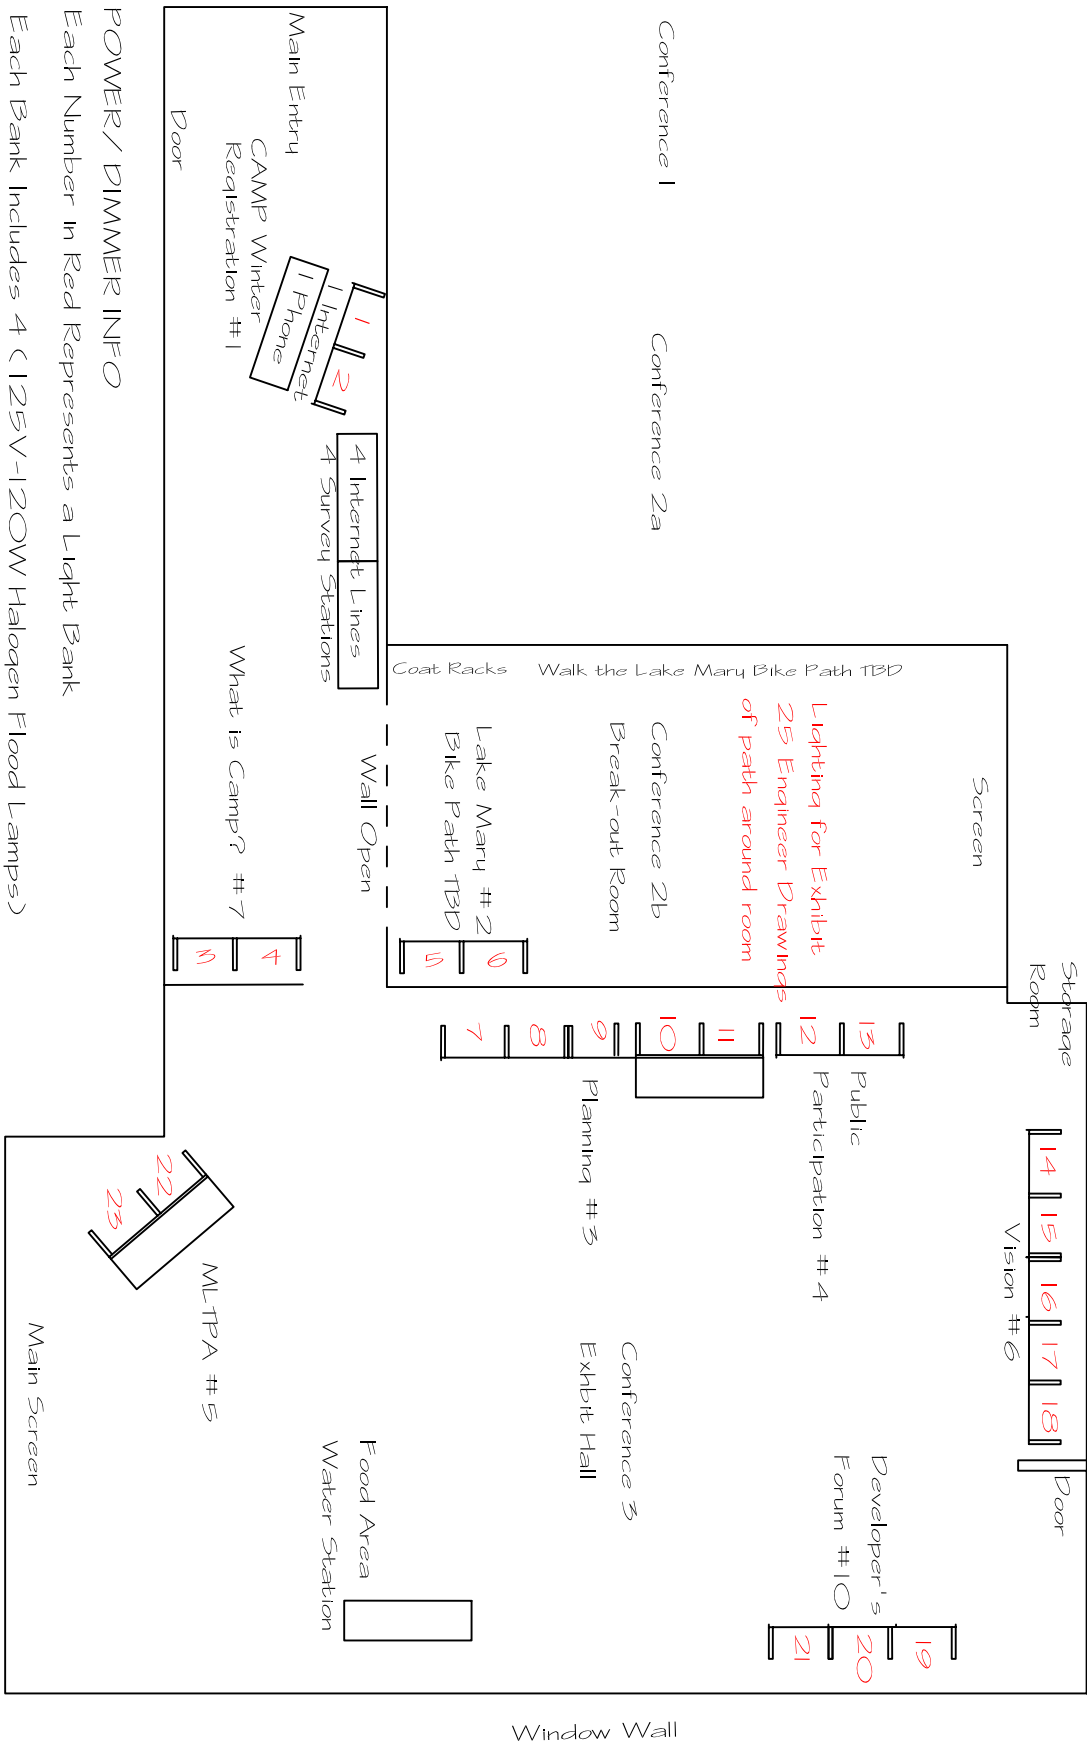 POWER/ DIMMER INFO
Each Number in Red Represents a Light Bank
Each Bank Includes 4 (125V-120W Halogen Flood Lamps)
Main Entry
Door
CAMP Winter
Registration #1
1 Phone
1 Internet
1
2
4 Internet Lines
4 Survey Stations
What is Camp? #7
3
4
Wall Open
Conference 1
Conference 2a
Coat Racks
Walk the Lake Mary Bike Path TBD
Lake Mary #2
Bike Path TBD
5
6
Conference 2b
Break-out Room
Lighting for Exhibit
25 Engineer Drawings
of path around room
Screen
Storage
Room
7
8
9
10
11
12
13
Planning #3
Public
Participation #4
14
15
16
17
18
Vision #6
Door
22
23
MLTPA #5
Main Screen
Conference 3
Exhbit Hall
Food Area
Water Station
Developer's
Forum #10
19
20
21
Window Wall